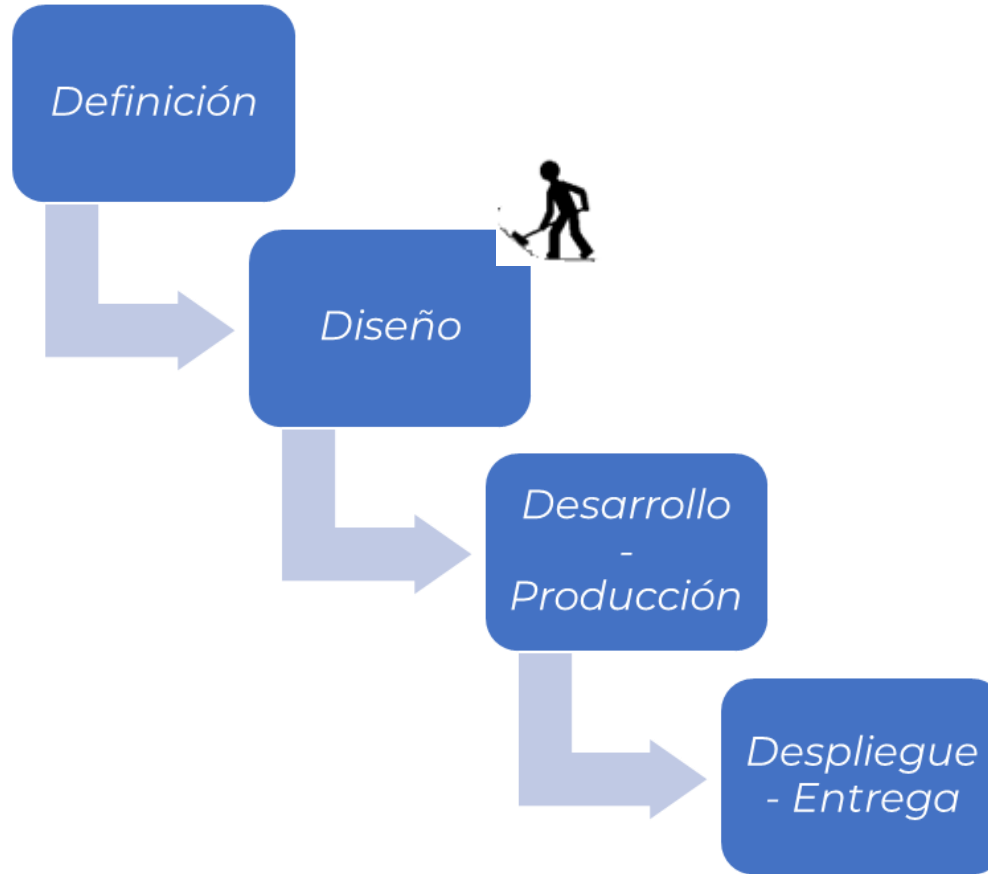 Definición
Diseño
Desarrollo
-
Producción
Despliegue
- Entrega